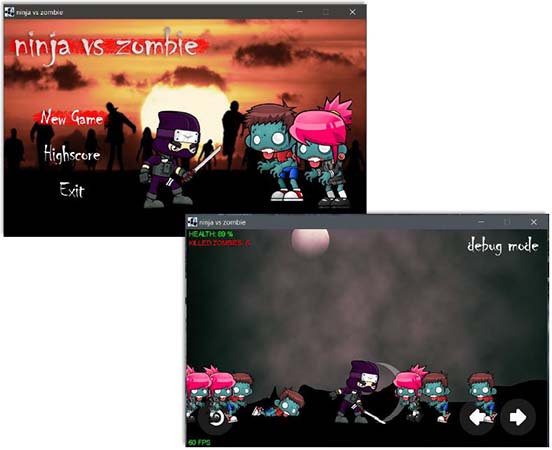 ninja vs zombie
ninja vs zombie
New Game
Highscore
Exit
ninja vs zombie
HEALTH: 89 %
KILLED ZOMBIES:
debug mode
60 FPS